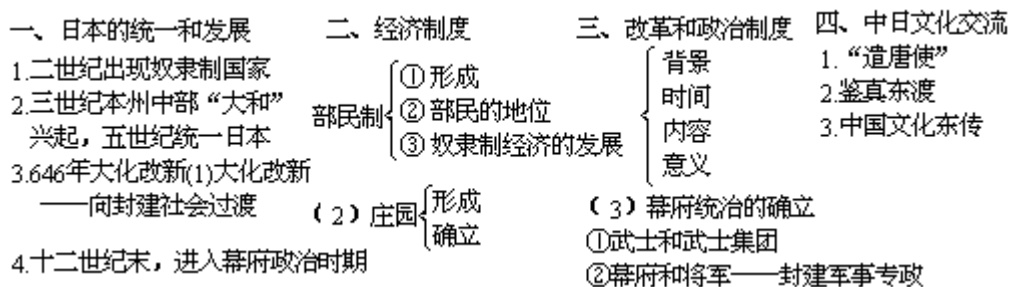 一、日本的统一和发展
1.二世纪出现奴隶制国家
2.三世纪本州中部“大和”
兴起，五世纪统一日本
3.646年大化改新(1)大化改新
——向封建社会过渡
4.十二世纪末，进入幕府政治时期
二、经济制度
部民制
①形成
②部民的地位
③奴隶制经济的发展
（2）庄园
形成
确立
三、改革和政治制度
背景
时间
内容
意义
（3）幕府统治的确立
①武士和武士集团
②幕府和将军——封建军事专政
四、中日文化交流
1.“遣唐使”
2.鉴真东渡
3.中国文化东传